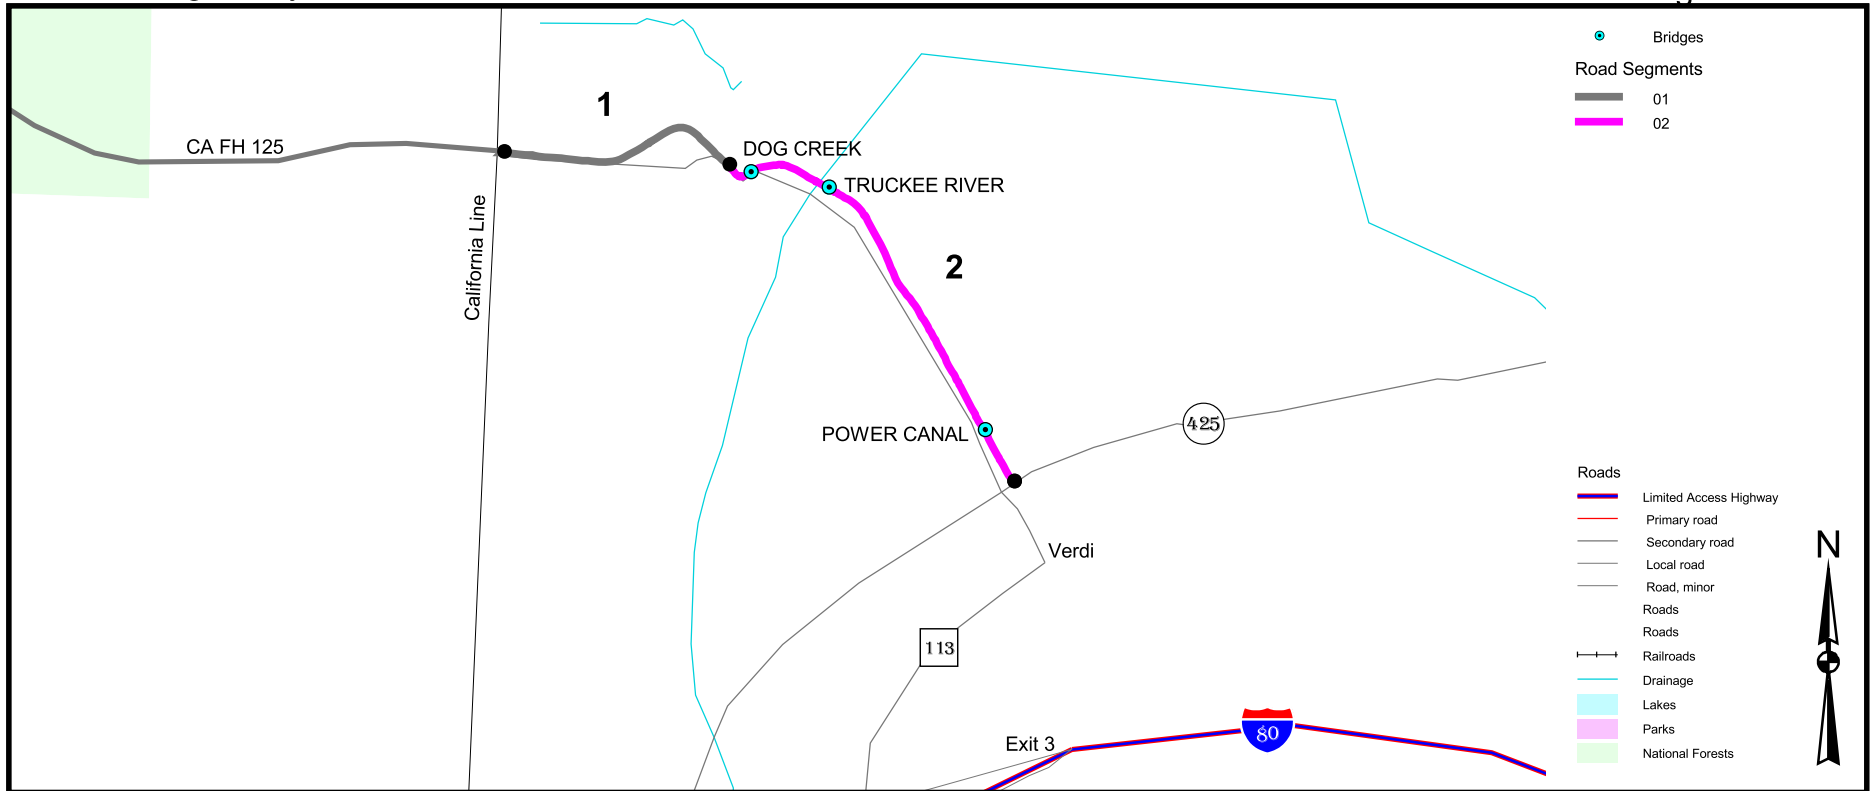 Bridges
Road Segments
01
02
1
CA FH 125
DOG CREEK
TRUCKEE RIVER
California Line
2
POWER CANAL
425
Verdi
113
Exit 3
80
Roads
Limited Access Highway
Primary road
Secondary road
Local road
Road, minor
Roads
Roads
Railroads
Drainage
Lakes
Parks
National Forests
N